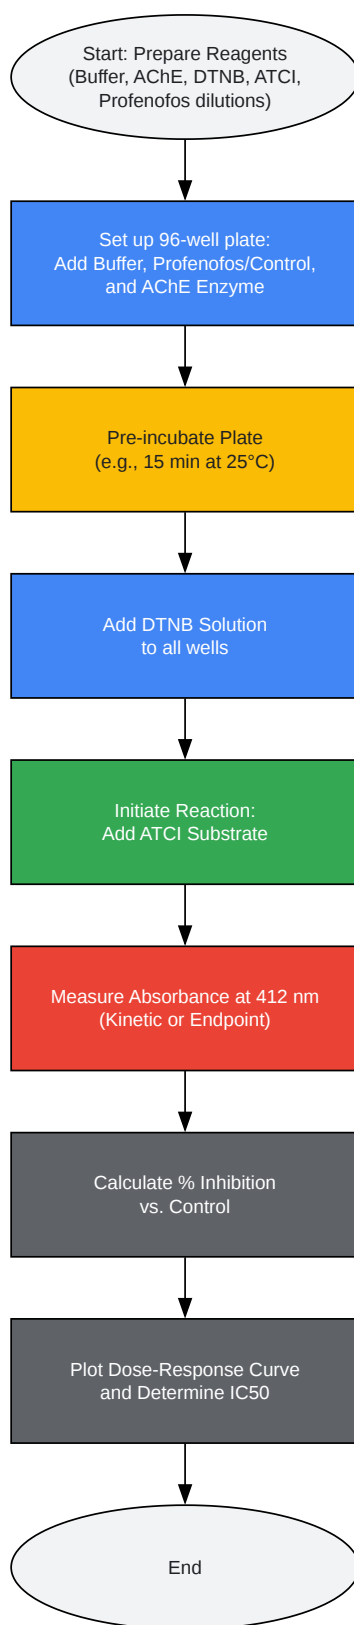 Start: Prepare Reagents
(Buffer, AChE, DTNB, ATCI,
Profenofos dilutions)
Set up 96-well plate:
Add Buffer, Profenofos/Control,
and AChE Enzyme
Pre-incubate Plate
(e.g., 15 min at 25°C)
Add DTNB Solution
to all wells
Initiate Reaction:
Add ATCI Substrate
Measure Absorbance at 412 nm
(Kinetic or Endpoint)
Calculate % Inhibition
vs. Control
Plot Dose-Response Curve
and Determine IC50
End